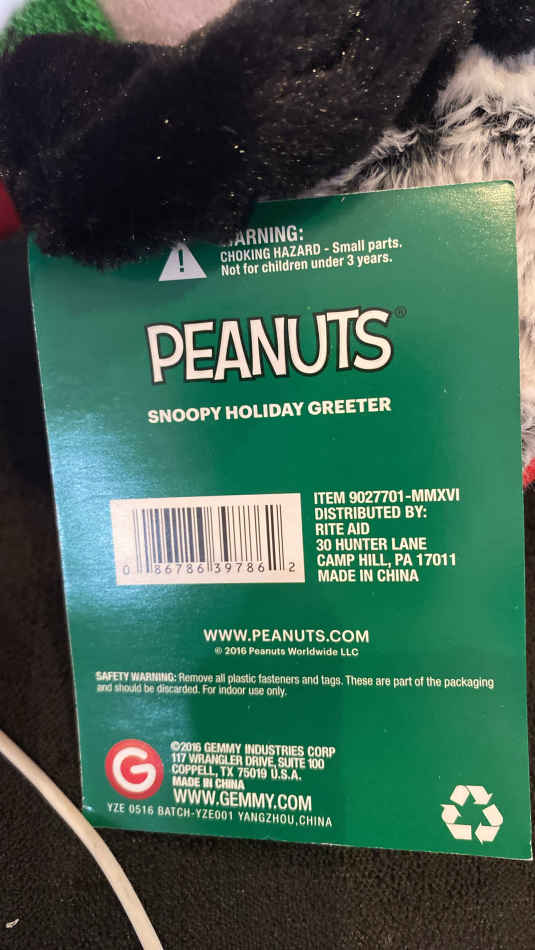 WARNING:
CHOKING HAZARD - Small parts.
Not for children under 3 years.
PEANUTS®
SNOOPY HOLIDAY GREETER
ITEM 9027701-MMXVI
DISTRIBUTED BY:
RITE AID
30 HUNTER LANE
CAMP HILL, PA 17011
MADE IN CHINA
0 86786 39786 2
WWW.PEANUTS.COM
© 2016 Peanuts Worldwide LLC
SAFETY WARNING: Remove all plastic fasteners and tags. These are part of the packaging
and should be discarded. For indoor use only.
G
©2016 GEMMY INDUSTRIES CORP
117 WRANGLER DRIVE, SUITE 100
COPPELL, TX 75019 U.S.A.
MADE IN CHINA
WWW.GEMMY.COM
YZE 0516 BATCH-YZE001 YANGZHOU,CHINA